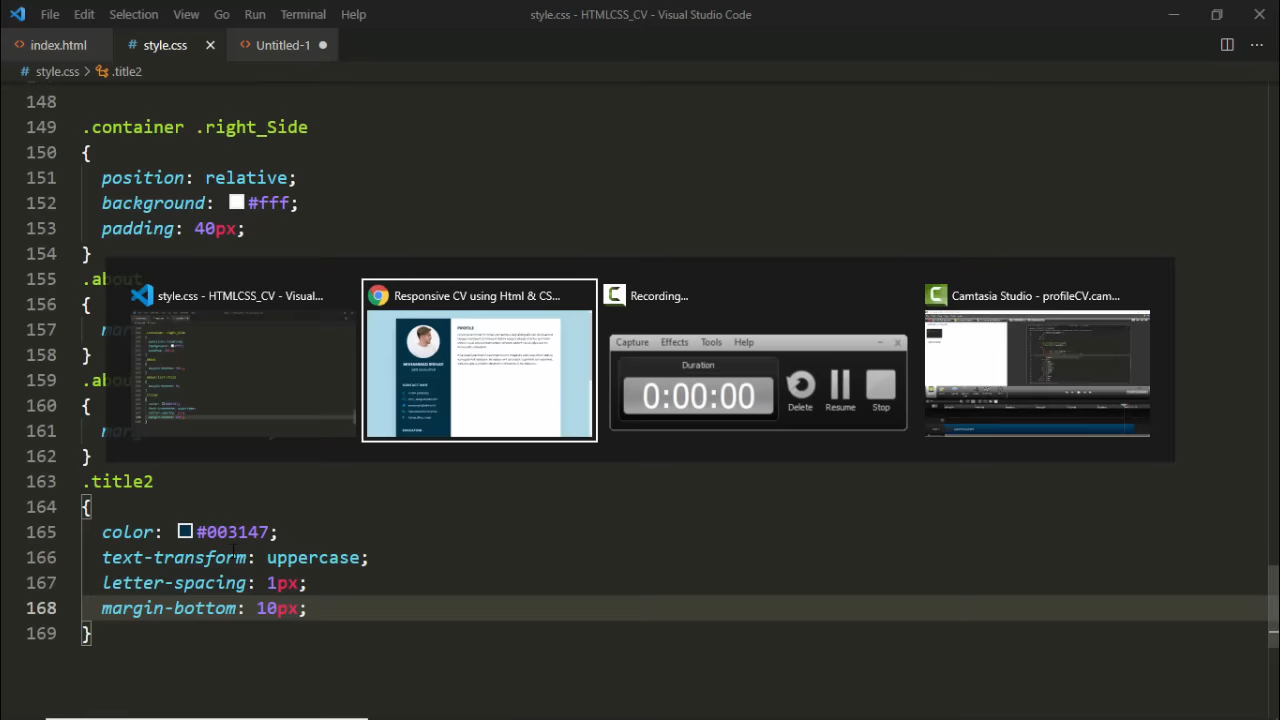 File Edit Selection View Go Run Terminal Help
style.css - HTMLCSS_CV - Visual Studio Code
index.html
style.css
Untitled-1
style.css > .title2
148
149 .container .right_Side
150 {
151 position: relative;
152 background: #fff;
153 padding: 40px;
154 }
155 .about
156 {
157
158 }
159 .abou
160 {
161
162 }
163 .title2
164 {
165 color: #003147;
166 text-transform: uppercase;
167 letter-spacing: 1px;
168 margin-bottom: 10px;
169 }
style.css - HTMLCSS_CV - Visual...
Responsive CV using Html & CS...
PROFILE
Recording...
Capture Effects Tools Help
Duration
0:00:00
Delete Resume Stop
Camtasia Studio - profileCV.cam...